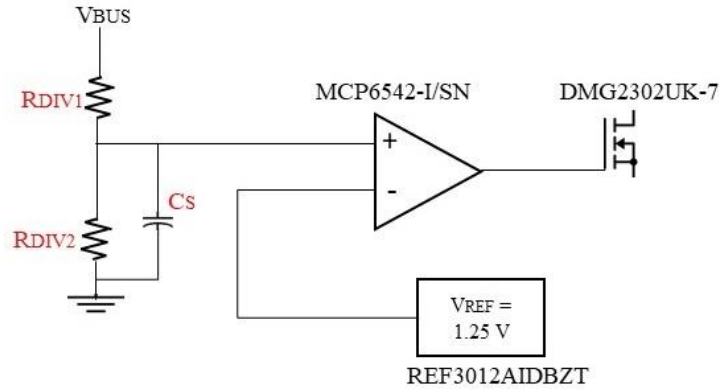 VBUS
RDIV1
MCP6542-I/SN
DMG2302UK-7
+
-
CS
RDIV2
VREF =
1.25 V
REF3012AIDBZT